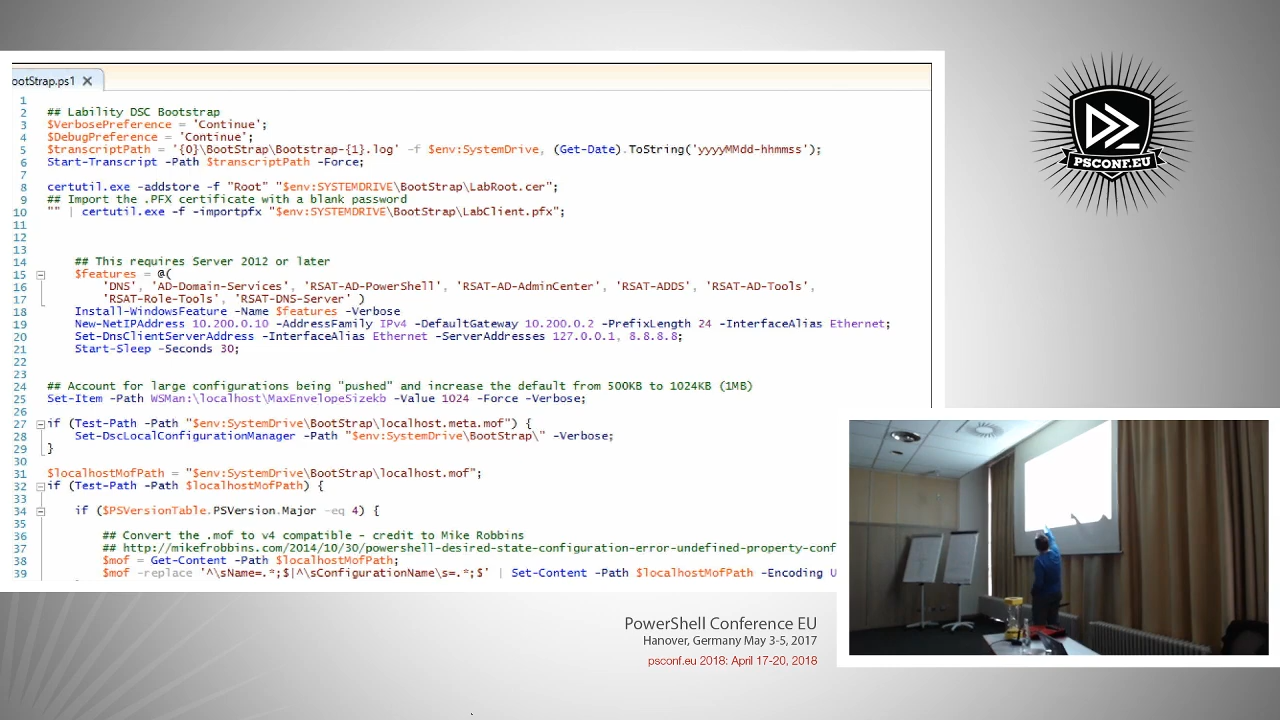 ootStrap.ps1
1
2 ## Lability DSC Bootstrap
3 $VerbosePreference = 'Continue';
4 $DebugPreference = 'Continue';
5 $transcriptPath = '{0}\BootStrap\Bootstrap-{1}.log' -f $env:SystemDrive, (Get-Date).ToString('yyyyMMdd-hhmmss');
6 Start-Transcript -Path $transcriptPath -Force;
7
8 certutil.exe -addstore -f "Root" "$env:SYSTEMDRIVE\BootStrap\LabRoot.cer";
9 ## Import the .PFX certificate with a blank password
10 "" | certutil.exe -f -importpfx "$env:SYSTEMDRIVE\BootStrap\LabClient.pfx";
11
12
13
14 ## This requires Server 2012 or later
15 $features = @(
16 'DNS', 'AD-Domain-Services', 'RSAT-AD-PowerShell', 'RSAT-AD-AdminCenter', 'RSAT-ADDS', 'RSAT-AD-Tools',
17 'RSAT-Role-Tools', 'RSAT-DNS-Server' )
18 Install-WindowsFeature -Name $features -Verbose
19 New-NetIPAddress 10.200.0.10 -AddressFamily IPv4 -DefaultGateway 10.200.0.2 -PrefixLength 24 -InterfaceAlias Ethernet;
20 Set-DnsClientServerAddress -InterfaceAlias Ethernet -ServerAddresses 127.0.0.1, 8.8.8.8;
21 Start-Sleep -Seconds 30;
22
23
24 ## Account for large configurations being "pushed" and increase the default from 500KB to 1024KB (1MB)
25 Set-Item -Path WSMan:\localhost\MaxEnvelopeSizekb -Value 1024 -Force -Verbose;
26
27 if (Test-Path -Path "$env:SystemDrive\BootStrap\localhost.meta.mof") {
28 Set-DscLocalConfigurationManager -Path "$env:SystemDrive\BootStrap\" -Verbose;
29 }
30
31 $localhostMofPath = "$env:SystemDrive\BootStrap\localhost.mof";
32 if (Test-Path -Path $localhostMofPath) {
33
34 if ($PSVersionTable.PSVersion.Major -eq 4) {
35
36 ## Convert the .mof to v4 compatible - credit to Mike Robbins
37 ## http://mikefrobbins.com/2014/10/30/powershell-desired-state-configuration-error-undefined-property-conf
38 $mof = Get-Content -Path $localhostMofPath;
39 $mof -replace '^\sName=.*;$|^\sConfigurationName\s=.*;$' | Set-Content -Path $localhostMofPath -Encoding U
PSCONF.EU
PowerShell Conference EU
Hanover, Germany May 3-5, 2017
psconf.eu 2018: April 17-20, 2018